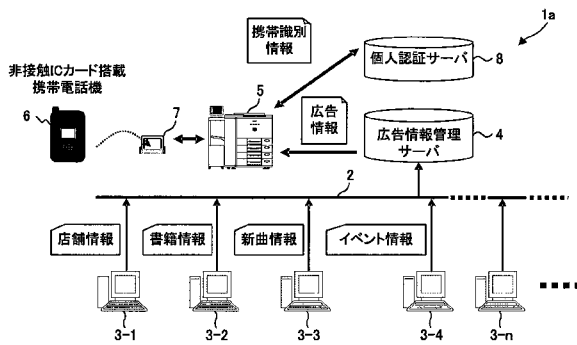 1a
携帯識別
情報
個人認証サーバ
8
非接触ICカード搭載
携帯電話機
6
7
5
広告
情報
広告情報管理
サーバ
4
2
店舗情報
書籍情報
新曲情報
イベント情報
3-1
3-2
3-3
3-4
3-n